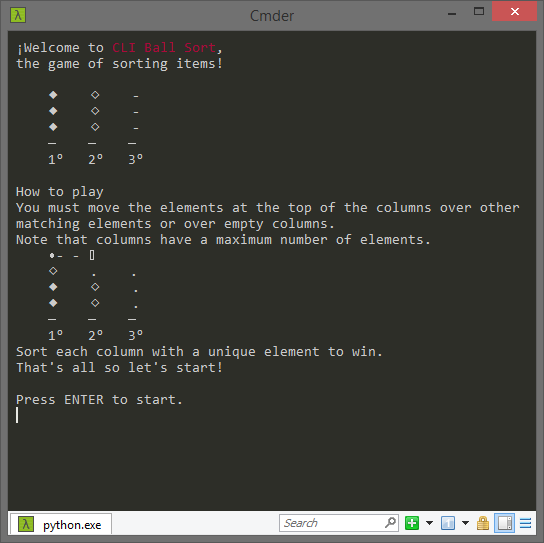 Cmder
¡Welcome to CLI Ball Sort,
the game of sorting items!
◆ ◇ -
◆ ◇ -
◆ ◇ -
— — —
1º 2º 3º
How to play
You must move the elements at the top of the columns over other
matching elements or over empty columns.
Note that columns have a maximum number of elements.
•- - ▯
◇ . .
◆ ◇ .
◆ ◇ .
— — —
1º 2º 3º
Sort each column with a unique element to win.
That's all so let's start!
Press ENTER to start.
python.exe
Search